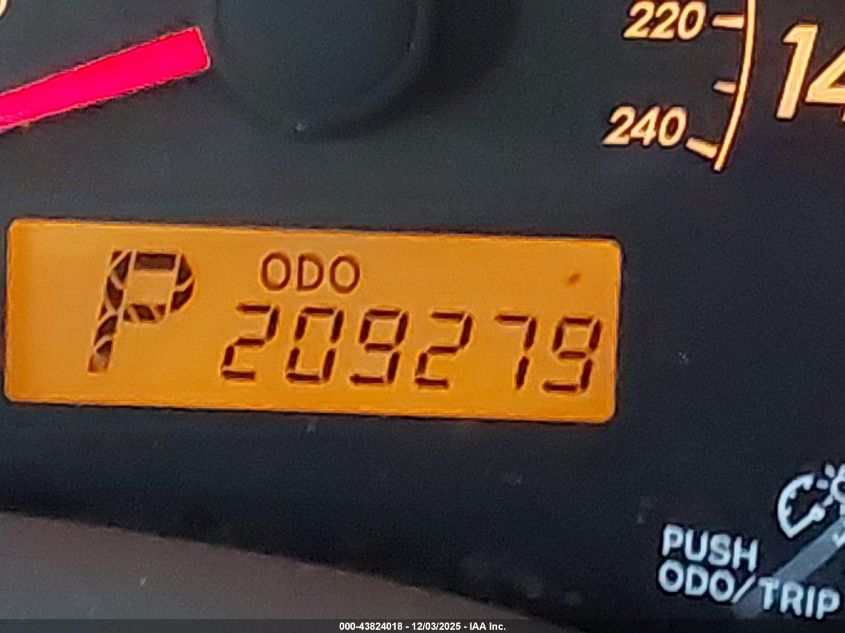 220
240
14
P
ODO
209279
PUSH
ODO/TRIP
000-43824018 - 12/03/2025 - IAA Inc.